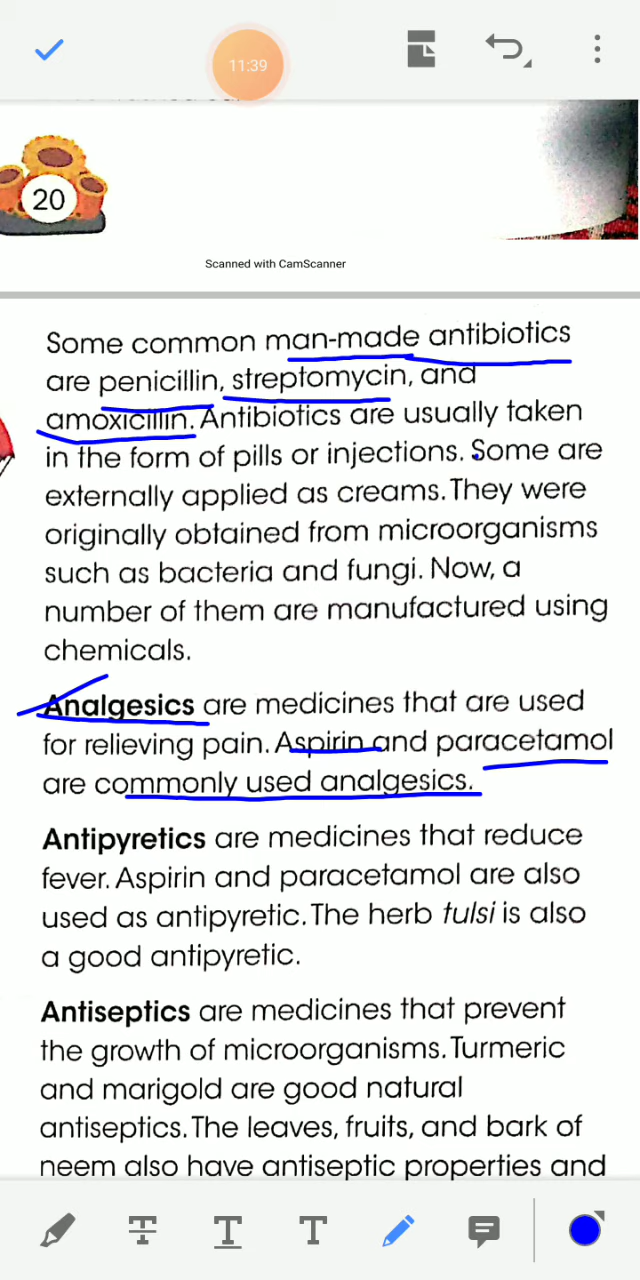 11:39
20
Scanned with CamScanner
Some common man-made antibiotics
are penicillin, streptomycin, and
amoxicillin. Antibiotics are usually taken
in the form of pills or injections. Some are
externally applied as creams. They were
originally obtained from microorganisms
such as bacteria and fungi. Now, a
number of them are manufactured using
chemicals.
Analgesics are medicines that are used
for relieving pain. Aspirin and paracetamol
are commonly used analgesics.
Antipyretics are medicines that reduce
fever. Aspirin and paracetamol are also
used as antipyretic. The herb tulsi is also
a good antipyretic.
Antiseptics are medicines that prevent
the growth of microorganisms. Turmeric
and marigold are good natural
antiseptics. The leaves, fruits, and bark of
neem also have antiseptic properties and
T T T